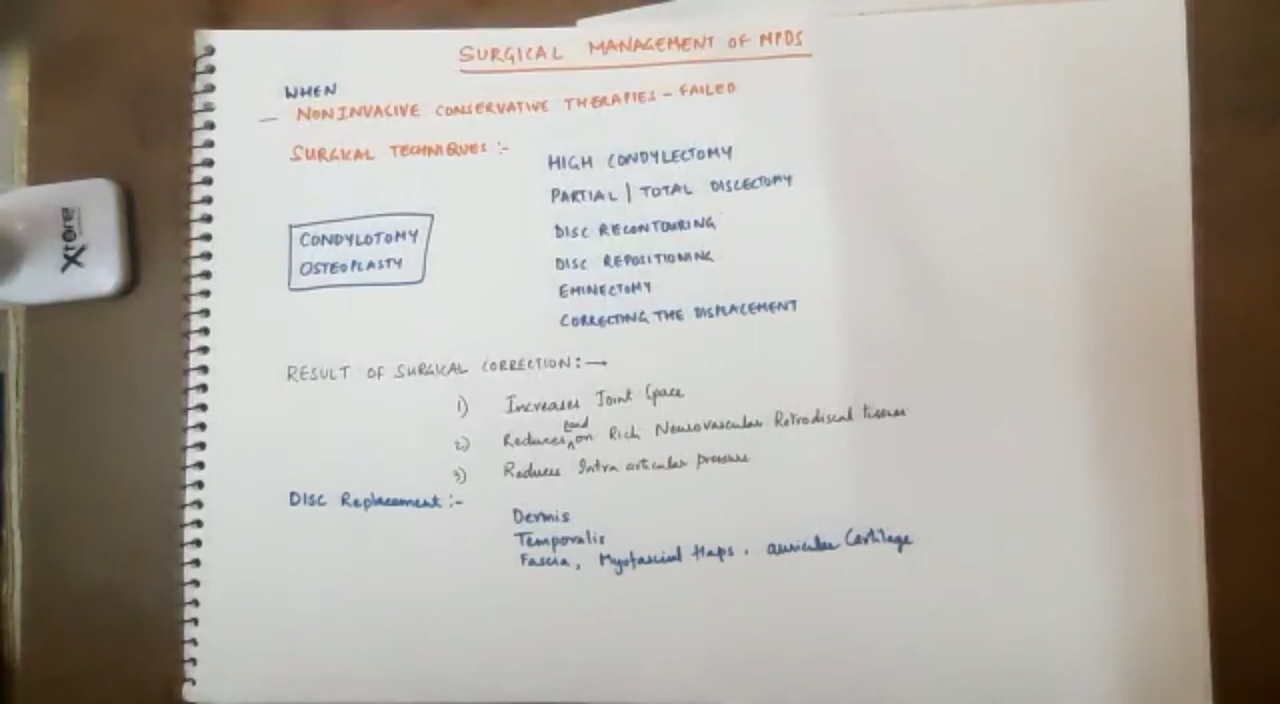 SURGICAL MANAGEMENT OF MPDS
WHEN
— NONINVASIVE CONSERVATIVE THERAPIES - FAILED
SURGICAL TECHNIQUES :-
HIGH CONDYLECTOMY
PARTIAL | TOTAL DISCECTOMY
DISC RECONTOURING
DISC REPOSITIONING
EMINECTOMY
CORRECTING THE DISPLACEMENT
CONDYLOTOMY
OSTEOPLASTY
RESULT OF SURGICAL CORRECTION: →
1) Increases Joint Space
2) Reduces load on Rich Neurovascular Retrodiscal tissues
3) Reduces Intra articular pressure
DISC Replacement :-
Dermis
Temporalis
Fascia, Myofascial flaps, auricular Cartilage
Xtore